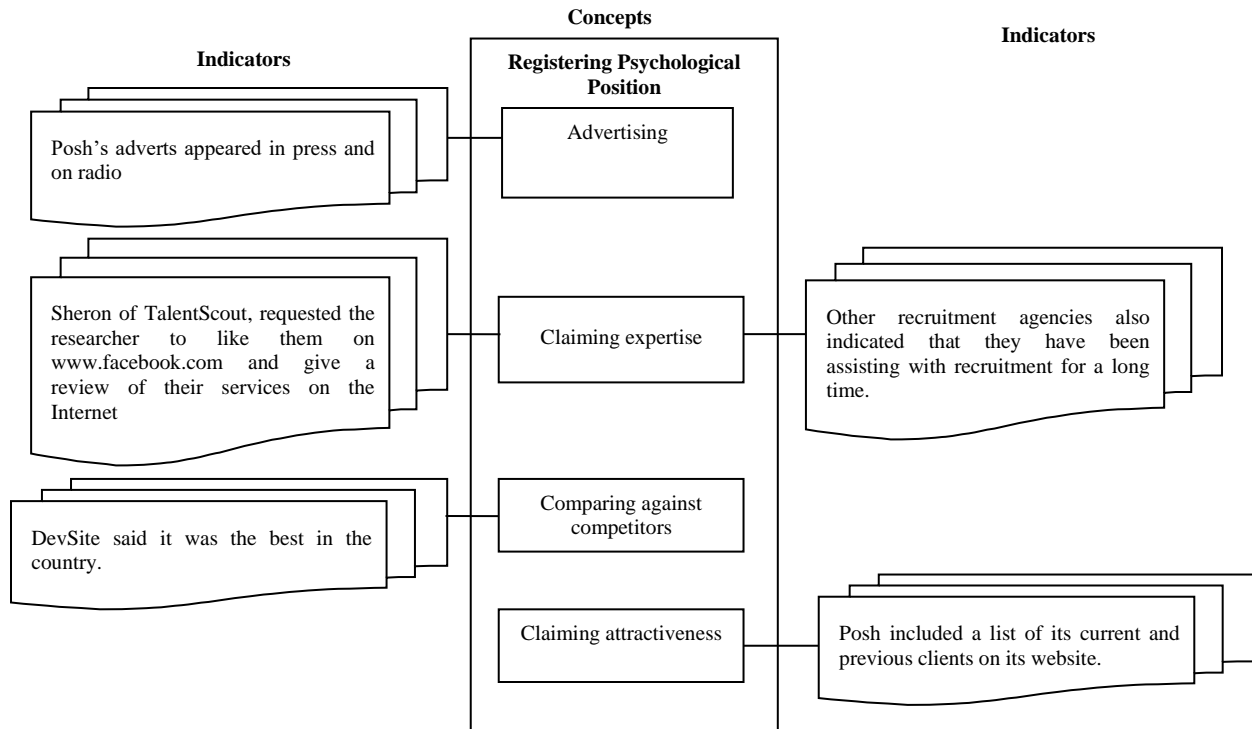 Concepts
Indicators
Indicators
Registering Psychological
Position
Advertising
Posh's adverts appeared in press and
on radio
Sheron of TalentScout, requested the
researcher to like them on
www.facebook.com and give a
review of their services on the
Internet
Claiming expertise
Other recruitment agencies also
indicated that they have been
assisting with recruitment for a long
time.
Comparing against
competitors
DevSite said it was the best in the
country.
Claiming attractiveness
Posh included a list of its current and
previous clients on its website.